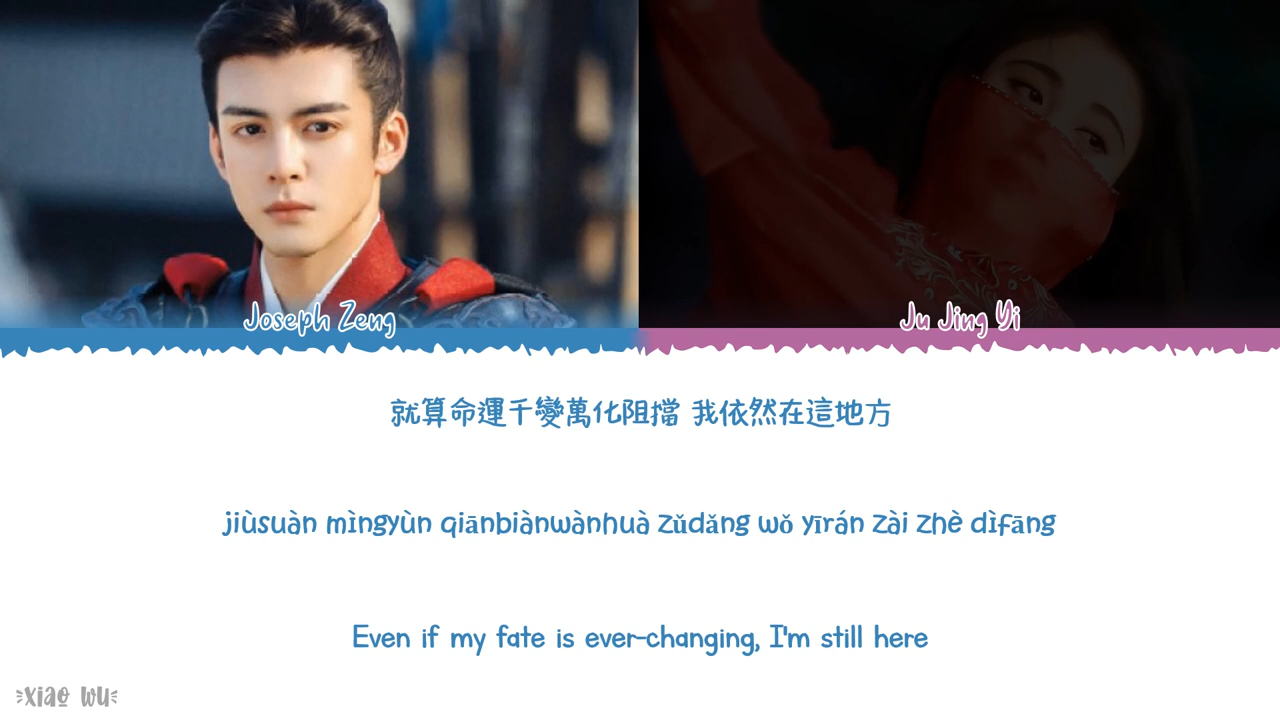 Joseph Zeng
Ju Jing Yi
就算命運千變萬化阻擋 我依然在這地方
jiùsuàn mìngyùn qiānbiànwànhuà zǔdǎng wǒ yīrán zài zhè dìfāng
Even if my fate is ever-changing, I'm still here
xiao wu